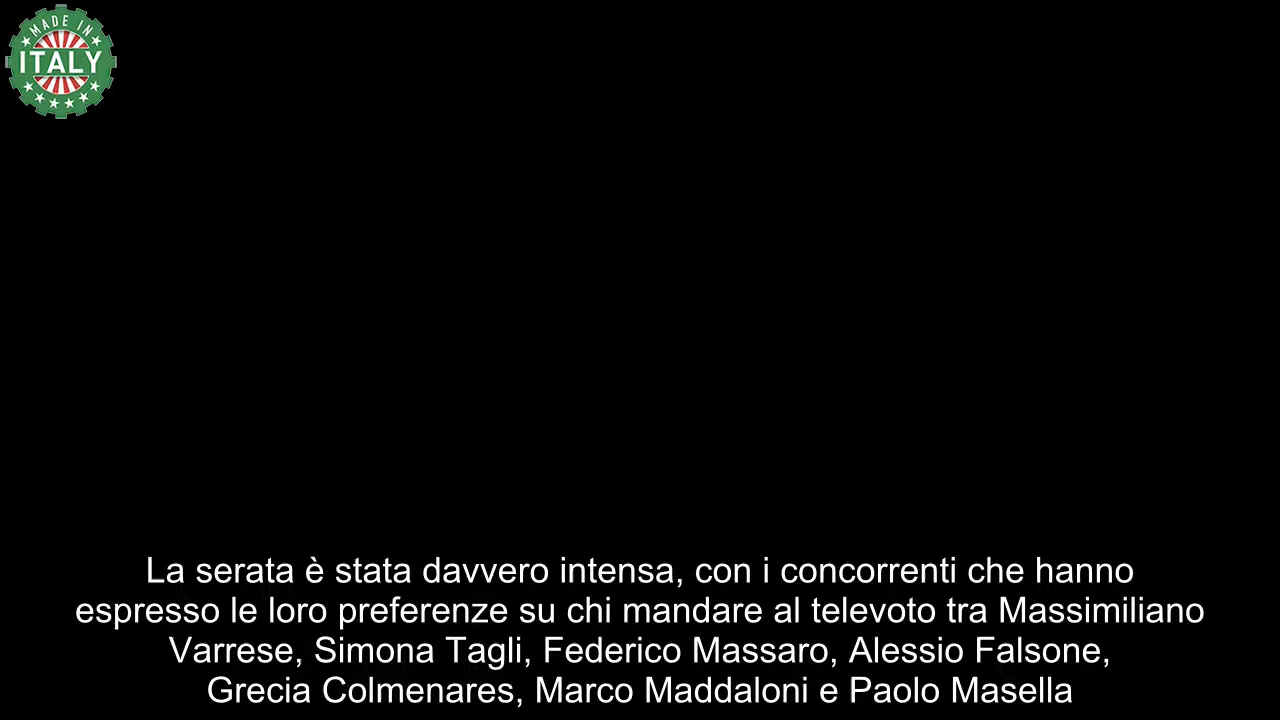 MADE IN
ITALY
La serata è stata davvero intensa, con i concorrenti che hanno
espresso le loro preferenze su chi mandare al televoto tra Massimiliano
Varrese, Simona Tagli, Federico Massaro, Alessio Falsone,
Grecia Colmenares, Marco Maddaloni e Paolo Masella